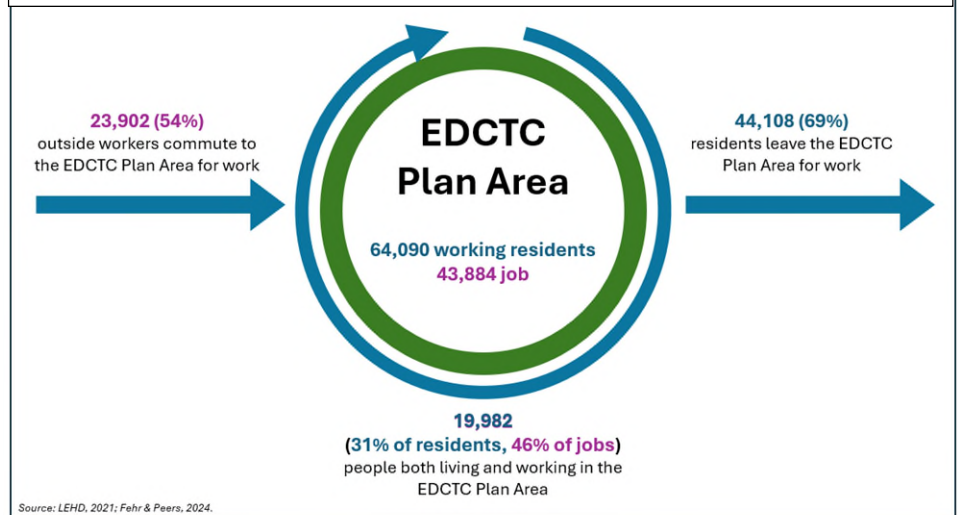 23,902 (54%)
outside workers commute to
the EDCTC Plan Area for work
EDCTC
Plan Area
64,090 working residents
43,884 job
44,108 (69%)
residents leave the EDCTC
Plan Area for work
19,982
(31% of residents, 46% of jobs)
people both living and working in the
EDCTC Plan Area
Source: LEHD, 2021; Fehr & Peers, 2024.